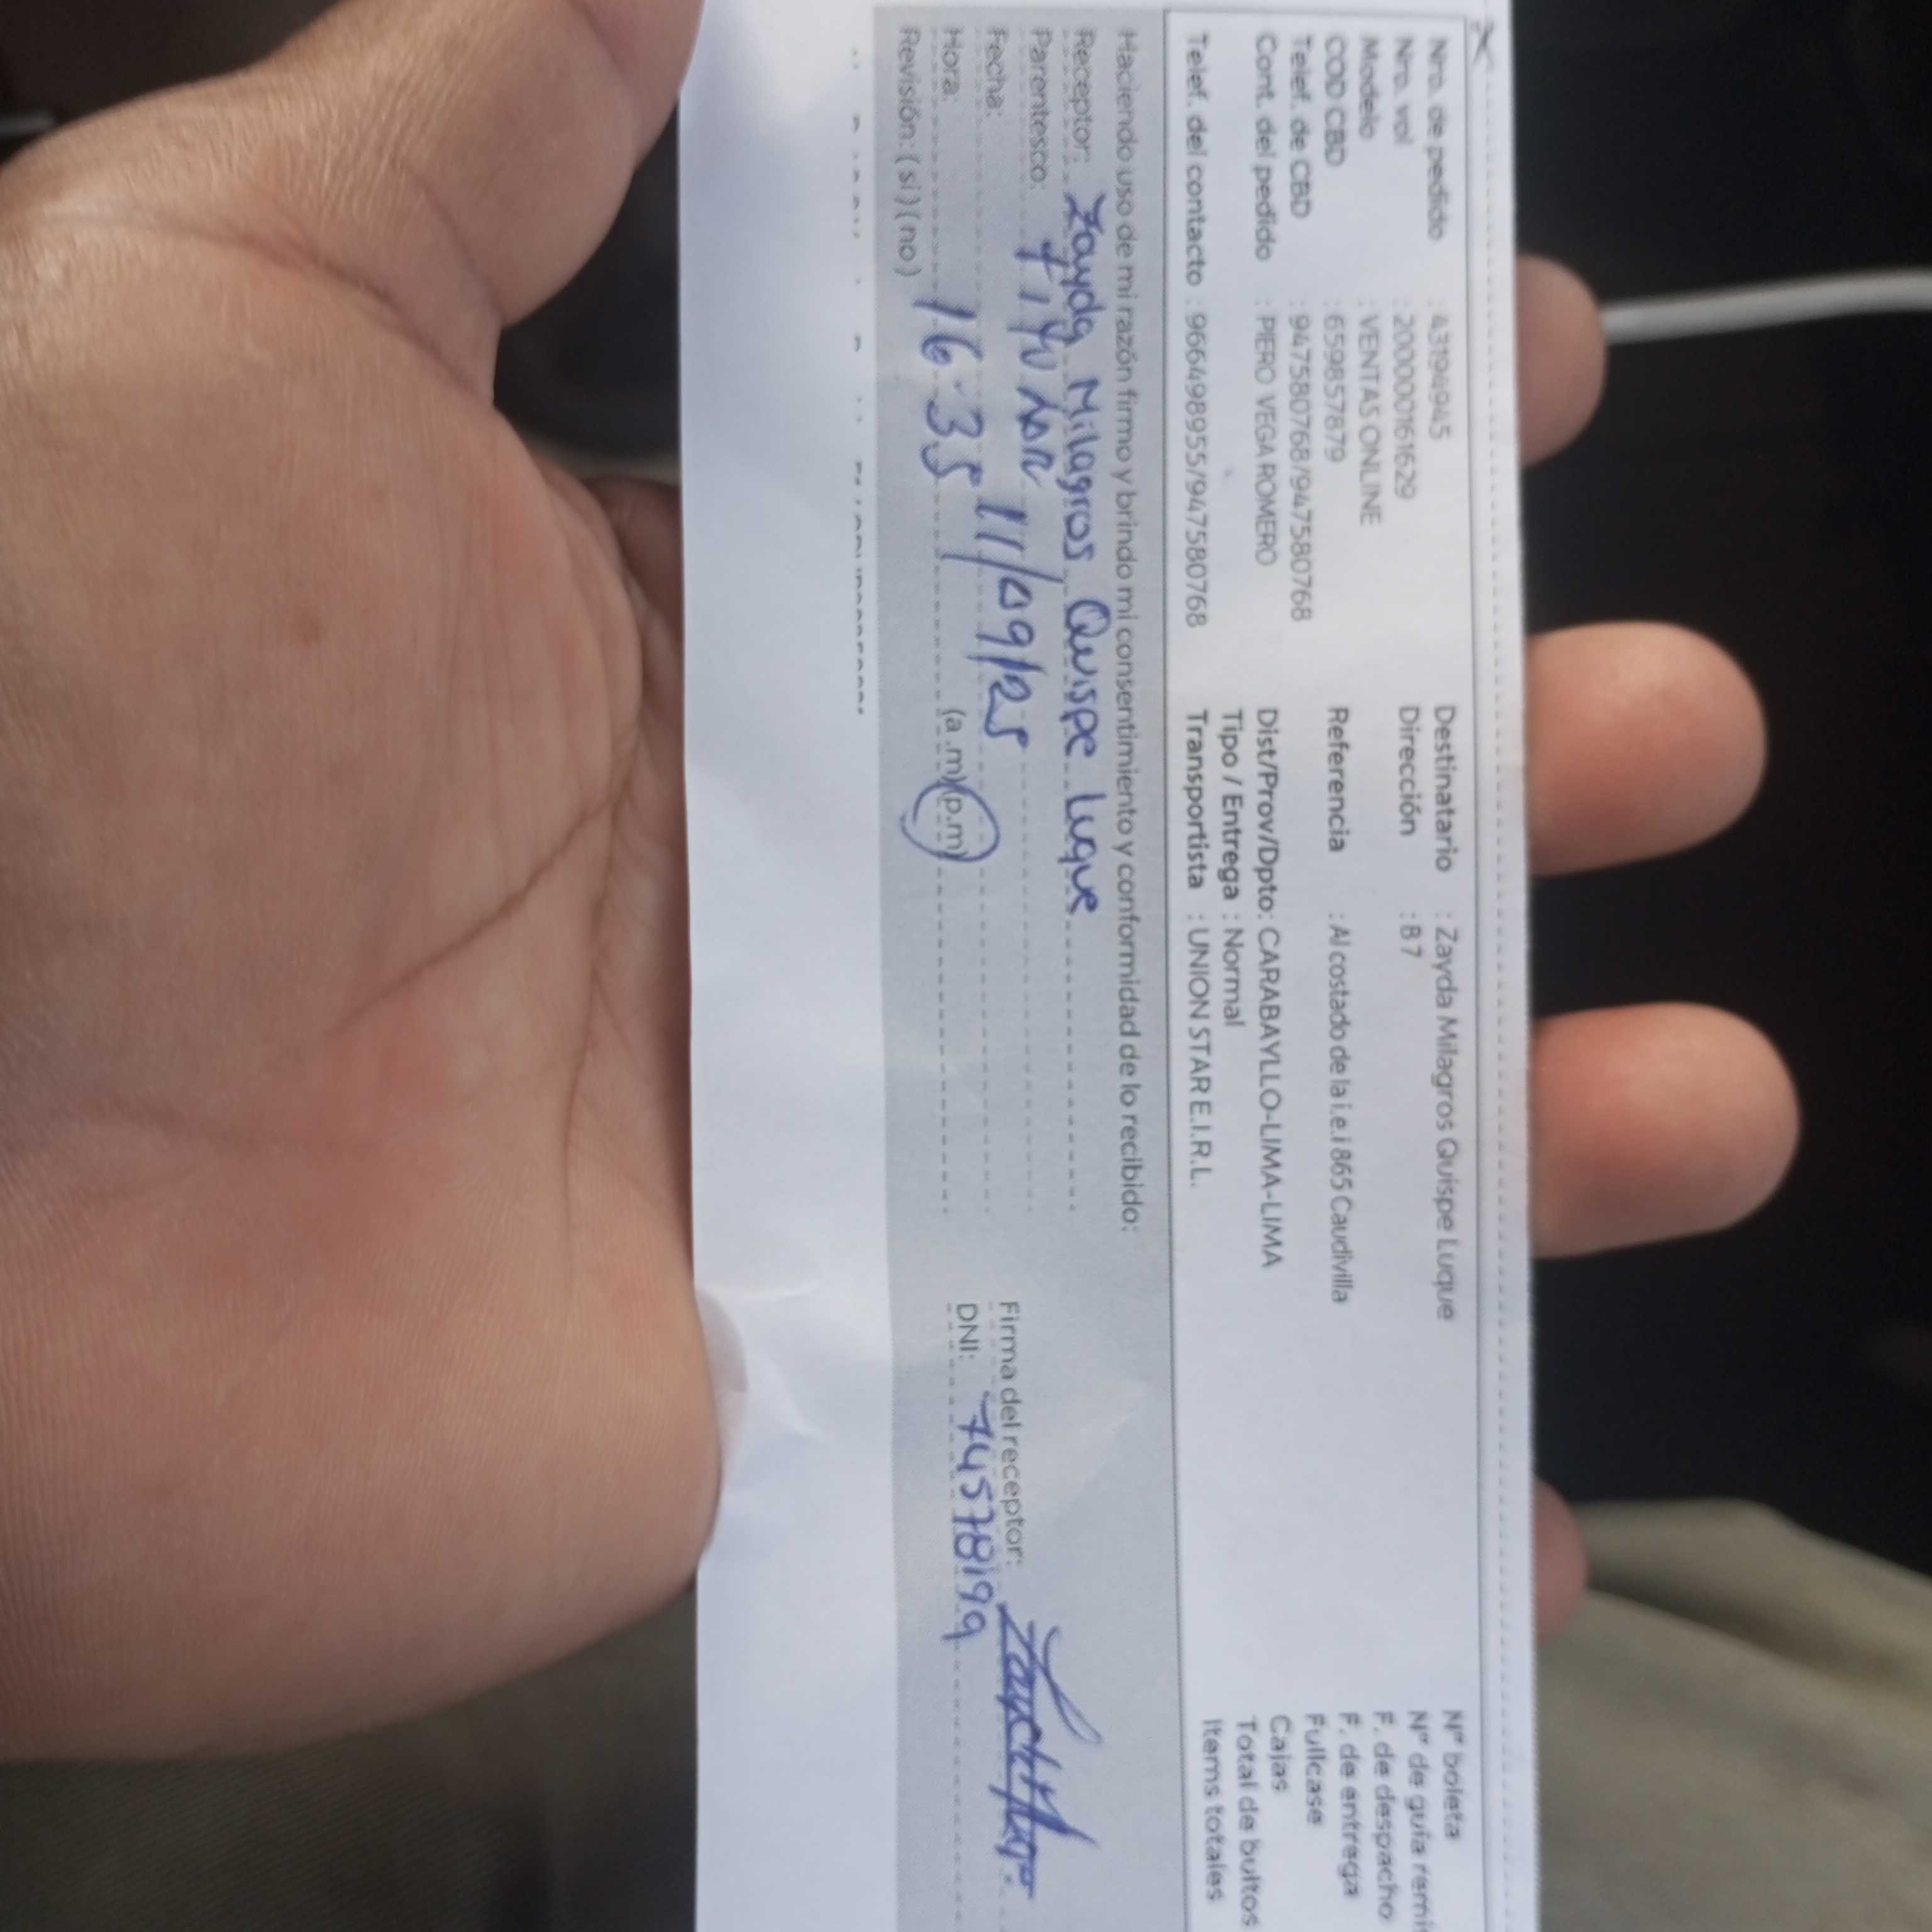 Nro. de pedido : 43194945
Nro. vol : 200000161629
Modelo : VENTAS ONLINE
COD CBD : 659857879
Telef. de CBD : 947580768/947580768
Cont. del pedido : PIERO VEGA ROMERO
Telef. del contacto : 966498955/947580768
Destinatario : Zayda Milagros Quispe Luque
Dirección : B 7
Referencia : Al costado de la i.e.i 865 Caudivilla
Dist/Prov/Dpto: CARABAYLLO-LIMA-LIMA
Tipo / Entrega : Normal
Transportista : UNION STAR E.I.R.L.
N° boleta
N° de guía remi
F. de despacho
F. de entrega
Fullcase
Cajas
Total de bultos
Items totales
Haciendo uso de mi razón firmo y brindo mi consentimiento y conformidad de lo recibido:
Receptor: Zayda Milagros Quispe Luque
Parentesco: Titular
Fecha: 11/09/25
Hora: 16:35 (a.m)(p.m)
Revisión: (si)(no)
Firma del receptor:
DNI: 74578199